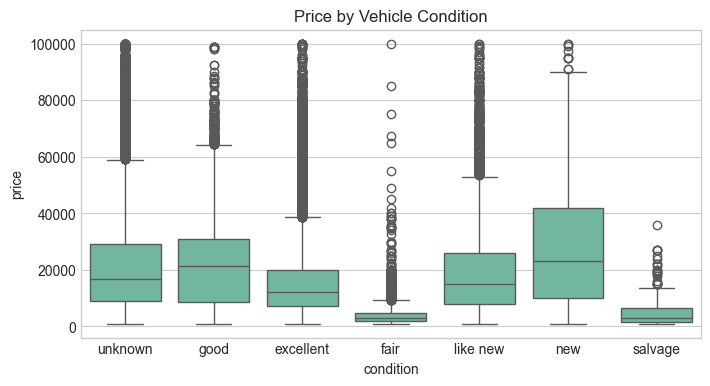 Price by Vehicle Condition
100000
80000
60000
40000
20000
0
price
unknown good excellent fair like new new salvage
condition